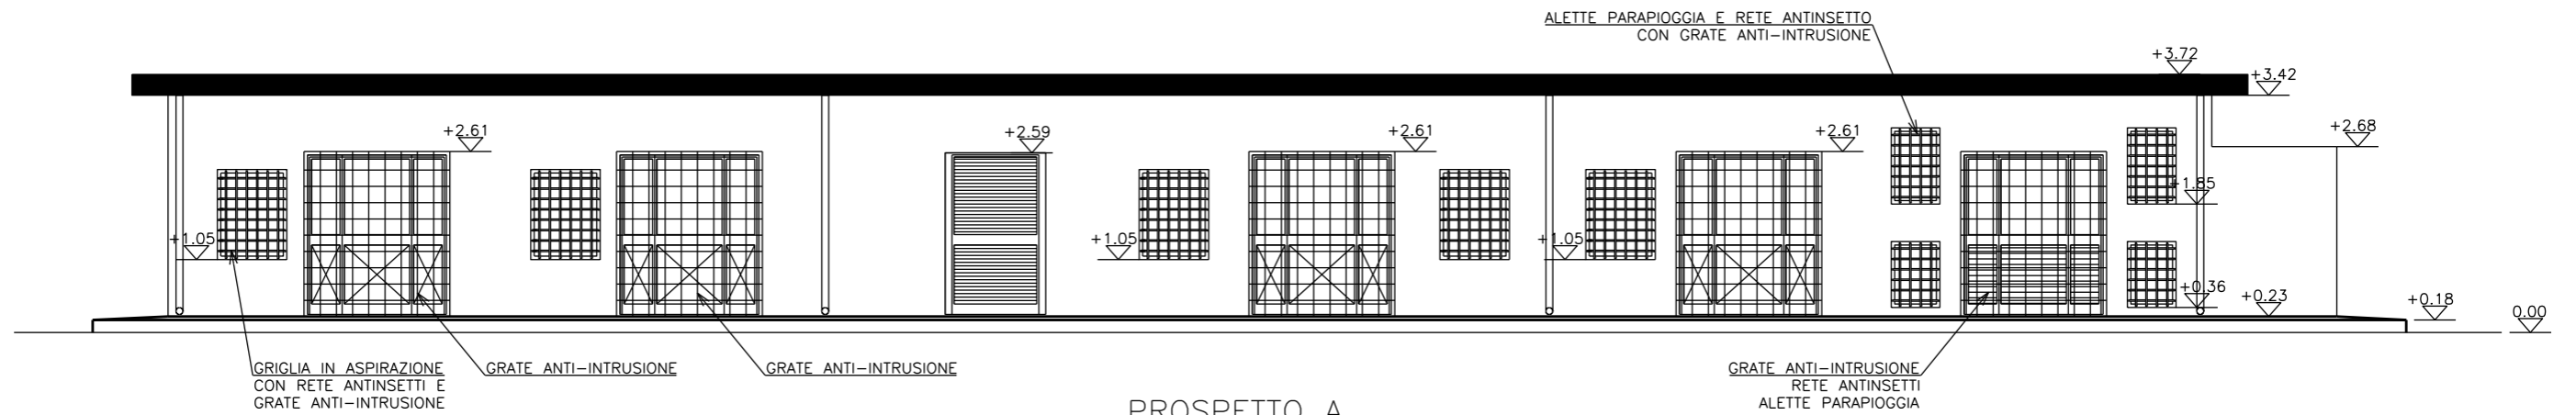 ALETTE PARAPIOGGIA E RETE ANTINSETTO
CON GRATE ANTI-INTRUSIONE
+3.72
+3.42
+2.61
+2.59
+2.61
+2.61
+2.68
+1.85
+1.05
+1.05
+1.05
+0.36
+0.23
+0.18
0.00
GRIGLIA IN ASPIRAZIONE
CON RETE ANTINSETTI E
GRATE ANTI-INTRUSIONE
GRATE ANTI-INTRUSIONE
GRATE ANTI-INTRUSIONE
GRATE ANTI-INTRUSIONE
RETE ANTINSETTI
ALETTE PARAPIOGGIA
PROSPETTO A